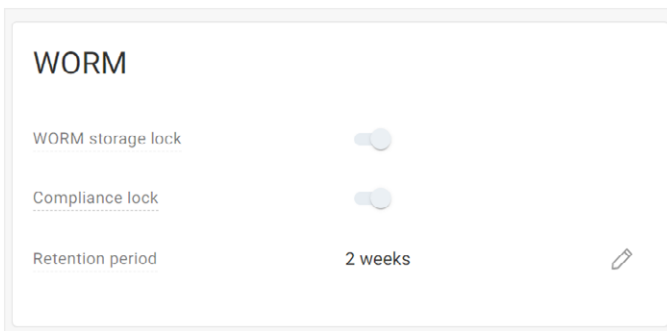 WORM
WORM storage lock
Compliance lock
Retention period 2 weeks